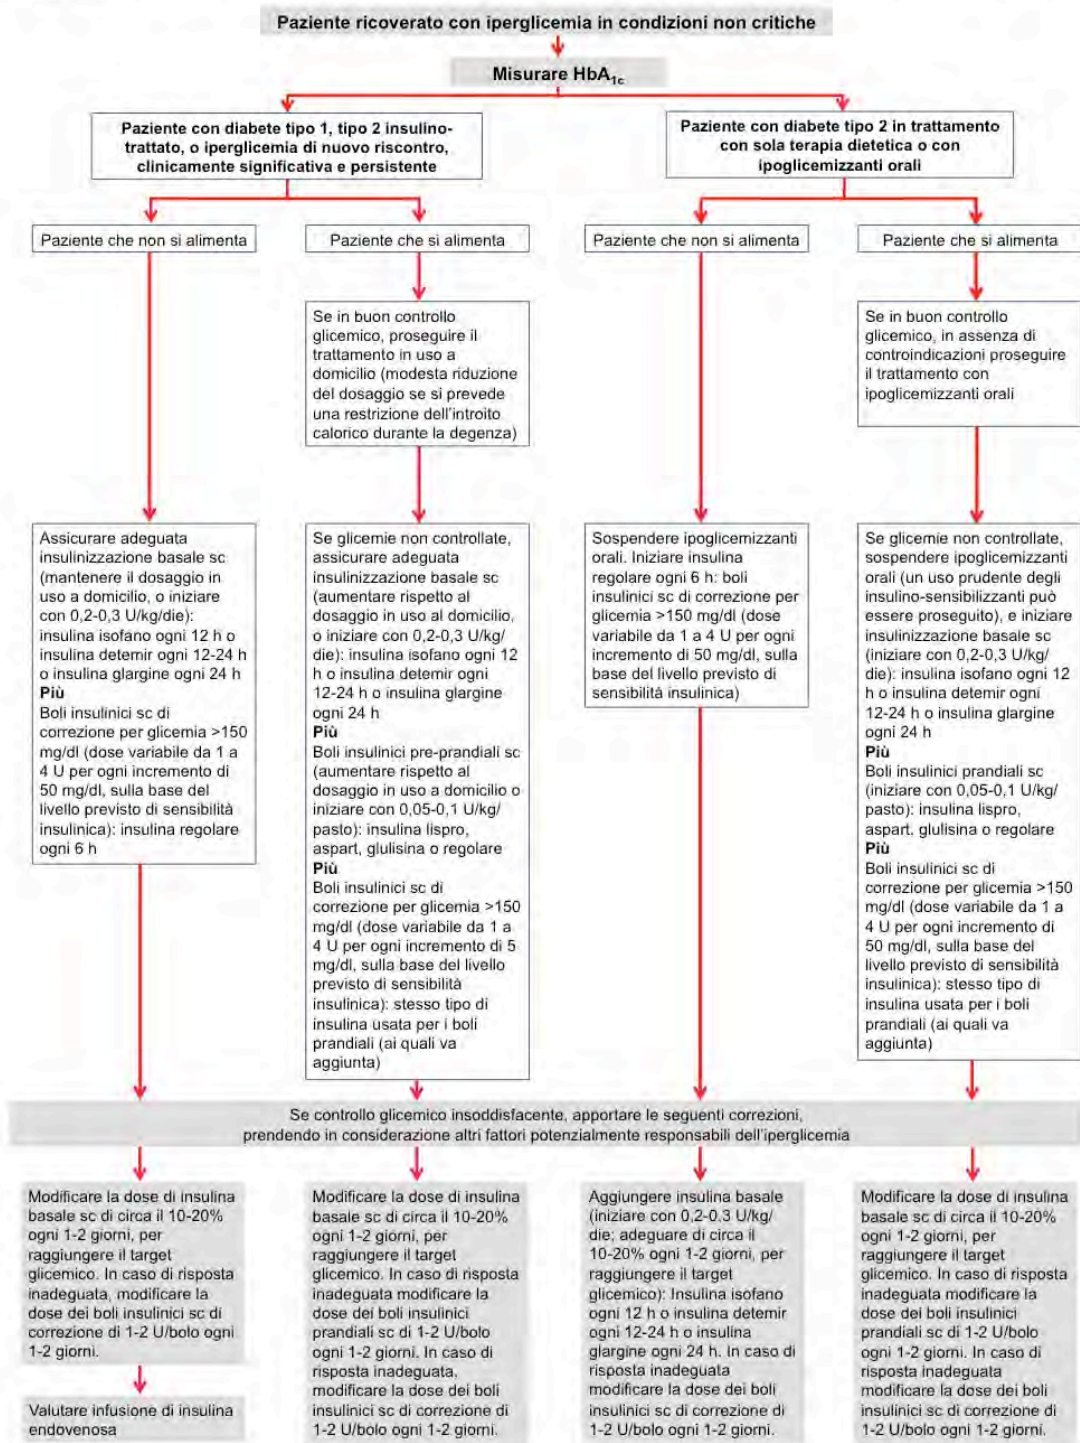 Paziente ricoverato con iperglicemia in condizioni non critiche
Misurare HbA1c
Paziente con diabete tipo 1, tipo 2 insulino-
trattato, o iperglicemia di nuovo riscontro,
clinicamente significativa e persistente
Paziente con diabete tipo 2 in trattamento
con sola terapia dietetica o con
ipoglicemizzanti orali
Paziente che non si alimenta
Paziente che si alimenta
Paziente che non si alimenta
Paziente che si alimenta
Se in buon controllo
glicemico, proseguire il
trattamento in uso a
domicilio (modesta riduzione
del dosaggio se si prevede
una restrizione dell'introito
calorico durante la degenza)
Se in buon controllo
glicemico, in assenza di
controindicazioni proseguire
il trattamento con
ipoglicemizzanti orali
Assicurare adeguata
insulinizzazione basale sc
(mantenere il dosaggio in
uso a domicilio, o iniziare
con 0,2-0,3 U/kg/die):
insulina isofano ogni 12 h o
insulina detemir ogni 12-24 h
o insulina glargine ogni 24 h
Più
Boli insulinici sc di
correzione per glicemia >150
mg/dl (dose variabile da 1 a
4 U per ogni incremento di
50 mg/dl, sulla base del
livello previsto di sensibilità
insulinica): insulina regolare
ogni 6 h
Se glicemie non controllate,
assicurare adeguata
insulinizzazione basale sc
(aumentare rispetto al
dosaggio in uso al domicilio,
o iniziare con 0,2-0,3 U/kg/
die): insulina isofano ogni 12
h o insulina detemir ogni
12-24 h o insulina glargine
ogni 24 h
Più
Boli insulinici pre-prandiali sc
(aumentare rispetto al
dosaggio in uso a domicilio o
iniziare con 0,05-0,1 U/kg/
pasto): insulina lispro,
aspart, glulisina o regolare
Più
Boli insulinici sc di
correzione per glicemia >150
mg/dl (dose variabile da 1 a
4 U per ogni incremento di 5
mg/dl, sulla base del livello
previsto di sensibilità
insulinica): stesso tipo di
insulina usata per i boli
prandiali (ai quali va
aggiunta)
Sospendere ipoglicemizzanti
orali. Iniziare insulina
regolare ogni 6 h: boli
insulinici sc di correzione per
glicemia >150 mg/dl (dose
variabile da 1 a 4 U per ogni
incremento di 50 mg/dl, sulla
base del livello previsto di
sensibilità insulinica)
Se glicemie non controllate,
sospendere ipoglicemizzanti
orali (un uso prudente degli
insulino-sensibilizzanti può
essere proseguito), e iniziare
insulinizzazione basale sc
(iniziare con 0,2-0,3 U/kg/
die): insulina isofano ogni 12
h o insulina detemir ogni
12-24 h o insulina glargine
ogni 24 h
Più
Boli insulinici prandiali sc
(iniziare con 0,05-0,1 U/kg/
pasto): insulina lispro,
aspart, glulisina o regolare
Più
Boli insulinici sc di
correzione per glicemia >150
mg/dl (dose variabile da 1 a
4 U per ogni incremento di
50 mg/dl, sulla base del
livello previsto di sensibilità
insulinica): stesso tipo di
insulina usata per i boli
prandiali (ai quali va
aggiunta)
Se controllo glicemico insoddisfacente, apportare le seguenti correzioni,
prendendo in considerazione altri fattori potenzialmente responsabili dell'iperglicemia
Modificare la dose di insulina
basale sc di circa il 10-20%
ogni 1-2 giorni, per
raggiungere il target
glicemico. In caso di risposta
inadeguata, modificare la
dose dei boli insulinici sc di
correzione di 1-2 U/bolo ogni
1-2 giorni.
Valutare infusione di insulina
endovenosa
Modificare la dose di insulina
basale sc di circa il 10-20%
ogni 1-2 giorni, per
raggiungere il target
glicemico. In caso di risposta
inadeguata modificare la
dose dei boli insulinici
prandiali sc di 1-2 U/bolo
ogni 1-2 giorni. In caso di
risposta inadeguata,
modificare la dose dei boli
insulinici sc di correzione di
1-2 U/bolo ogni 1-2 giorni.
Aggiungere insulina basale
(iniziare con 0,2-0.3 U/kg/
die; adeguare di circa il
10-20% ogni 1-2 giorni, per
raggiungere il target
glicemico): Insulina isofano
ogni 12 h o insulina detemir
ogni 12-24 h o insulina
glargine ogni 24 h. In caso di
risposta inadeguata
modificare la dose dei boli
insulinici sc di correzione di
1-2 U/bolo ogni 1-2 giorni.
Modificare la dose di insulina
basale sc di circa il 10-20%
ogni 1-2 giorni, per
raggiungere il target
glicemico. In caso di risposta
inadeguata modificare la
dose dei boli insulinici
prandiali sc di 1-2 U/bolo
ogni 1-2 giorni. In caso di
risposta inadeguata
modificare la dose dei boli
insulinici sc di correzione di
1-2 U/bolo ogni 1-2 giorni.